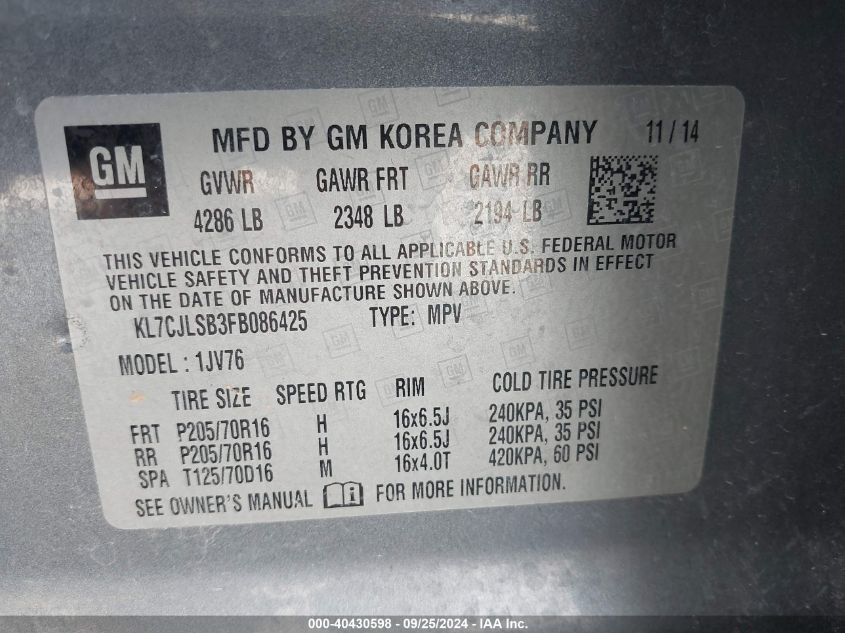 GM
MFD BY GM KOREA COMPANY 11/14
GVWR GAWR FRT GAWR RR
4286 LB 2348 LB 2194 LB
THIS VEHICLE CONFORMS TO ALL APPLICABLE U.S. FEDERAL MOTOR
VEHICLE SAFETY AND THEFT PREVENTION STANDARDS IN EFFECT
ON THE DATE OF MANUFACTURE SHOWN ABOVE.
KL7CJLSB3FB086425 TYPE: MPV
MODEL : 1JV76
TIRE SIZE SPEED RTG RIM COLD TIRE PRESSURE
FRT P205/70R16 H 16x6.5J 240KPA, 35 PSI
RR P205/70R16 H 16x6.5J 240KPA, 35 PSI
SPA T125/70D16 M 16x4.0T 420KPA, 60 PSI
SEE OWNER'S MANUAL FOR MORE INFORMATION.
000-40430598 - 09/25/2024 - IAA Inc.